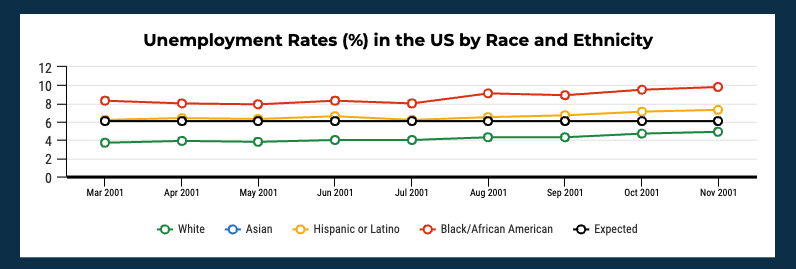 Unemployment Rates (%) in the US by Race and Ethnicity
12
10
8
6
4
2
0
Mar 2001 Apr 2001 May 2001 Jun 2001 Jul 2001 Aug 2001 Sep 2001 Oct 2001 Nov 2001
White Asian Hispanic or Latino Black/African American Expected